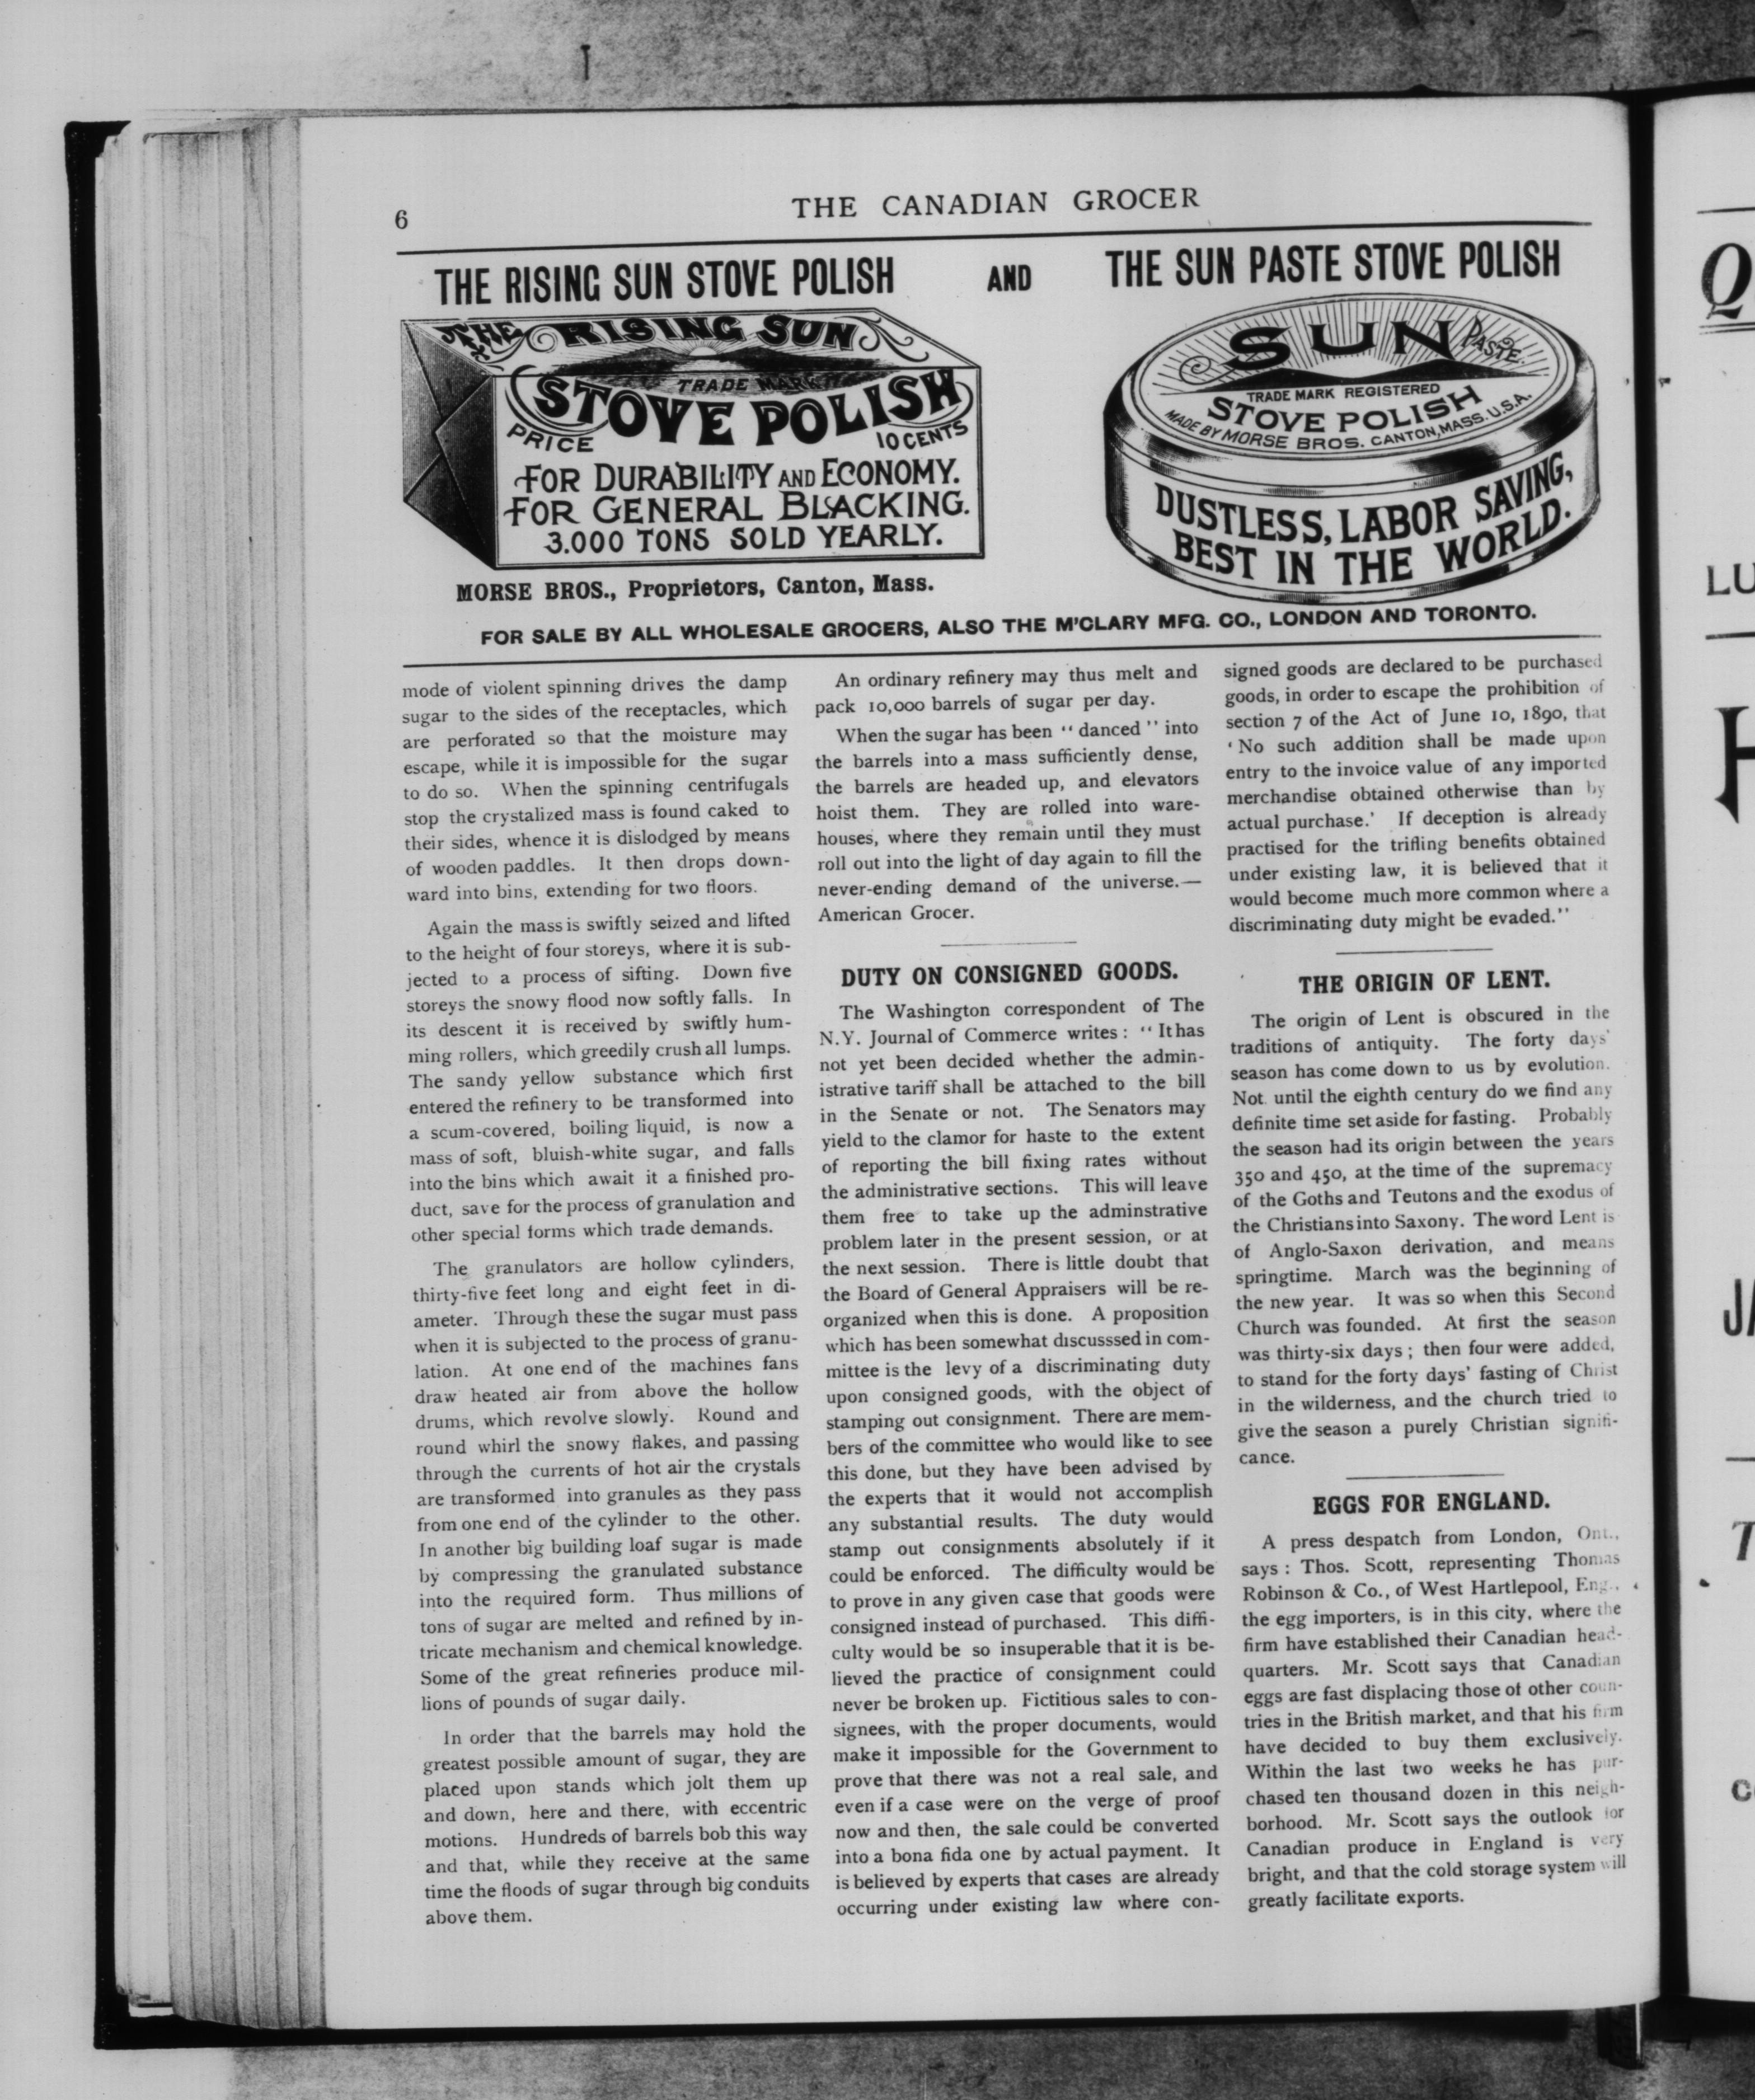 6
THE CANADIAN GROCER
THE RISING SUN STOVE POLISH
AND
THE SUN PASTE STOVE POLISH
THE RISING SUN
TRADE MARK
STOVE POLISH
PRICE 10 CENTS
FOR DURABILITY AND ECONOMY.
FOR GENERAL BLACKING.
3.000 TONS SOLD YEARLY.
MORSE BROS., Proprietors, Canton, Mass.
SUN PASTE
TRADE MARK REGISTERED
STOVE POLISH
MADE BY MORSE BROS. CANTON, MASS. U.S.A.
DUSTLESS, LABOR SAVING,
BEST IN THE WORLD.
FOR SALE BY ALL WHOLESALE GROCERS, ALSO THE M'CLARY MFG. CO., LONDON AND TORONTO.
mode of violent spinning drives the damp
sugar to the sides of the receptacles, which
are perforated so that the moisture may
escape, while it is impossible for the sugar
to do so. When the spinning centrifugals
stop the crystalized mass is found caked to
their sides, whence it is dislodged by means
of wooden paddles. It then drops down-
ward into bins, extending for two floors.
Again the mass is swiftly seized and lifted
to the height of four storeys, where it is sub-
jected to a process of sifting. Down five
storeys the snowy flood now softly falls. In
its descent it is received by swiftly hum-
ming rollers, which greedily crush all lumps.
The sandy yellow substance which first
entered the refinery to be transformed into
a scum-covered, boiling liquid, is now a
mass of soft, bluish-white sugar, and falls
into the bins which await it a finished pro-
duct, save for the process of granulation and
other special forms which trade demands.
The granulators are hollow cylinders,
thirty-five feet long and eight feet in di-
ameter. Through these the sugar must pass
when it is subjected to the process of granu-
lation. At one end of the machines fans
draw heated air from above the hollow
drums, which revolve slowly. Round and
round whirl the snowy flakes, and passing
through the currents of hot air the crystals
are transformed into granules as they pass
from one end of the cylinder to the other.
In another big building loaf sugar is made
by compressing the granulated substance
into the required form. Thus millions of
tons of sugar are melted and refined by in-
tricate mechanism and chemical knowledge.
Some of the great refineries produce mil-
lions of pounds of sugar daily.
In order that the barrels may hold the
greatest possible amount of sugar, they are
placed upon stands which jolt them up
and down, here and there, with eccentric
motions. Hundreds of barrels bob this way
and that, while they receive at the same
time the floods of sugar through big conduits
above them.
An ordinary refinery may thus melt and
pack 10,000 barrels of sugar per day.
When the sugar has been “ danced ” into
the barrels into a mass sufficiently dense,
the barrels are headed up, and elevators
hoist them. They are rolled into ware-
houses, where they remain until they must
roll out into the light of day again to fill the
never-ending demand of the universe.—
American Grocer.
DUTY ON CONSIGNED GOODS.
The Washington correspondent of The
N.Y. Journal of Commerce writes : “ It has
not yet been decided whether the admin-
istrative tariff shall be attached to the bill
in the Senate or not. The Senators may
yield to the clamor for haste to the extent
of reporting the bill fixing rates without
the administrative sections. This will leave
them free to take up the adminstrative
problem later in the present session, or at
the next session. There is little doubt that
the Board of General Appraisers will be re-
organized when this is done. A proposition
which has been somewhat discusssed in com-
mittee is the levy of a discriminating duty
upon consigned goods, with the object of
stamping out consignment. There are mem-
bers of the committee who would like to see
this done, but they have been advised by
the experts that it would not accomplish
any substantial results. The duty would
stamp out consignments absolutely if it
could be enforced. The difficulty would be
to prove in any given case that goods were
consigned instead of purchased. This diffi-
culty would be so insuperable that it is be-
lieved the practice of consignment could
never be broken up. Fictitious sales to con-
signees, with the proper documents, would
make it impossible for the Government to
prove that there was not a real sale, and
even if a case were on the verge of proof
now and then, the sale could be converted
into a bona fida one by actual payment. It
is believed by experts that cases are already
occurring under existing law where con-
signed goods are declared to be purchased
goods, in order to escape the prohibition of
section 7 of the Act of June 10, 1890, that
‘ No such addition shall be made upon
entry to the invoice value of any imported
merchandise obtained otherwise than by
actual purchase.’ If deception is already
practised for the trifling benefits obtained
under existing law, it is believed that it
would become much more common where a
discriminating duty might be evaded.”
THE ORIGIN OF LENT.
The origin of Lent is obscured in the
traditions of antiquity. The forty days'
season has come down to us by evolution.
Not until the eighth century do we find any
definite time set aside for fasting. Probably
the season had its origin between the years
350 and 450, at the time of the supremacy
of the Goths and Teutons and the exodus of
the Christians into Saxony. The word Lent is
of Anglo-Saxon derivation, and means
springtime. March was the beginning of
the new year. It was so when this Second
Church was founded. At first the season
was thirty-six days ; then four were added,
to stand for the forty days' fasting of Christ
in the wilderness, and the church tried to
give the season a purely Christian signifi-
cance.
EGGS FOR ENGLAND.
A press despatch from London, Ont.,
says : Thos. Scott, representing Thomas
Robinson & Co., of West Hartlepool, Eng.,
the egg importers, is in this city, where the
firm have established their Canadian head-
quarters. Mr. Scott says that Canadian
eggs are fast displacing those of other coun-
tries in the British market, and that his firm
have decided to buy them exclusively.
Within the last two weeks he has pur-
chased ten thousand dozen in this neigh-
borhood. Mr. Scott says the outlook for
Canadian produce in England is very
bright, and that the cold storage system will
greatly facilitate exports.